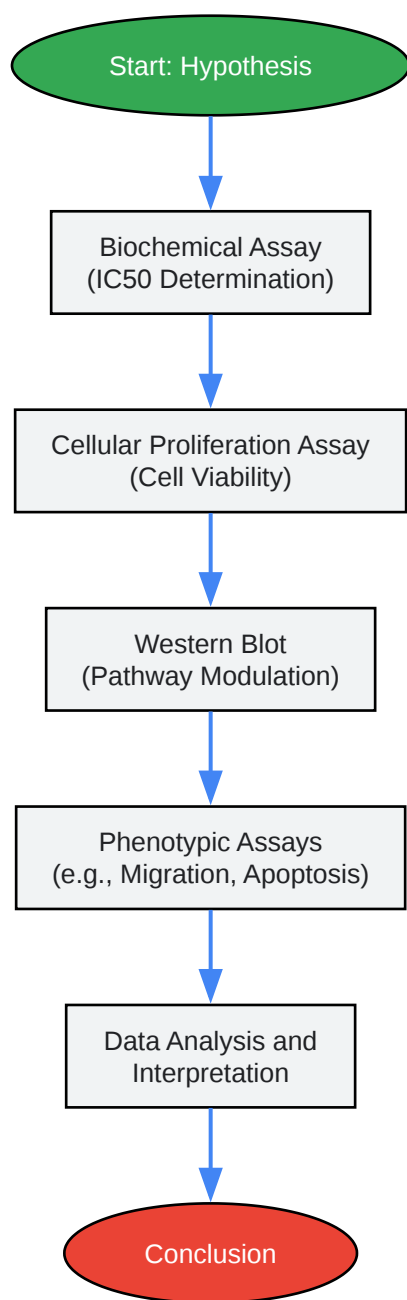 Start: Hypothesis
Biochemical Assay
(IC50 Determination)
Cellular Proliferation Assay
(Cell Viability)
Western Blot
(Pathway Modulation)
Phenotypic Assays
(e.g., Migration, Apoptosis)
Data Analysis and
Interpretation
Conclusion